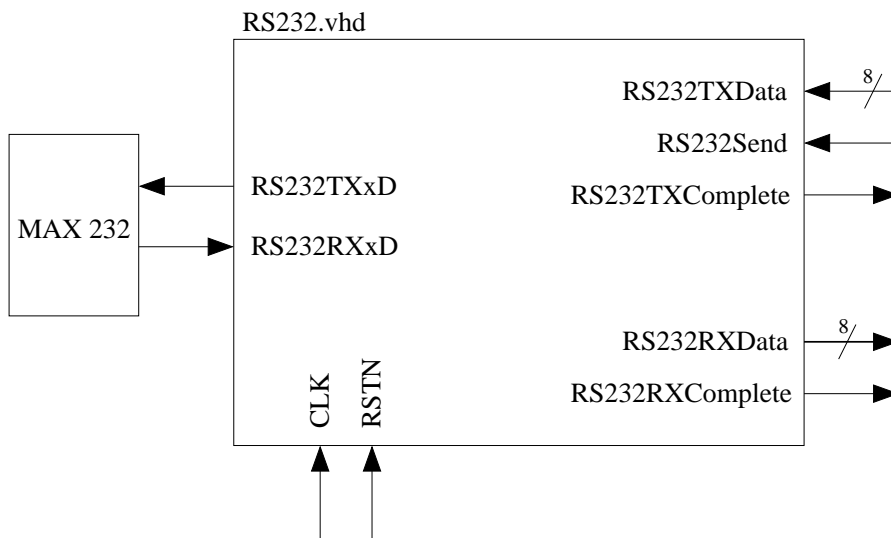 RS232.vhd
8
RS232TXData
RS232Send
RS232TXxD
RS232TXComplete
MAX 232
RS232RXxD
8
RS232RXData
RS232RXComplete
CLK
RSTN